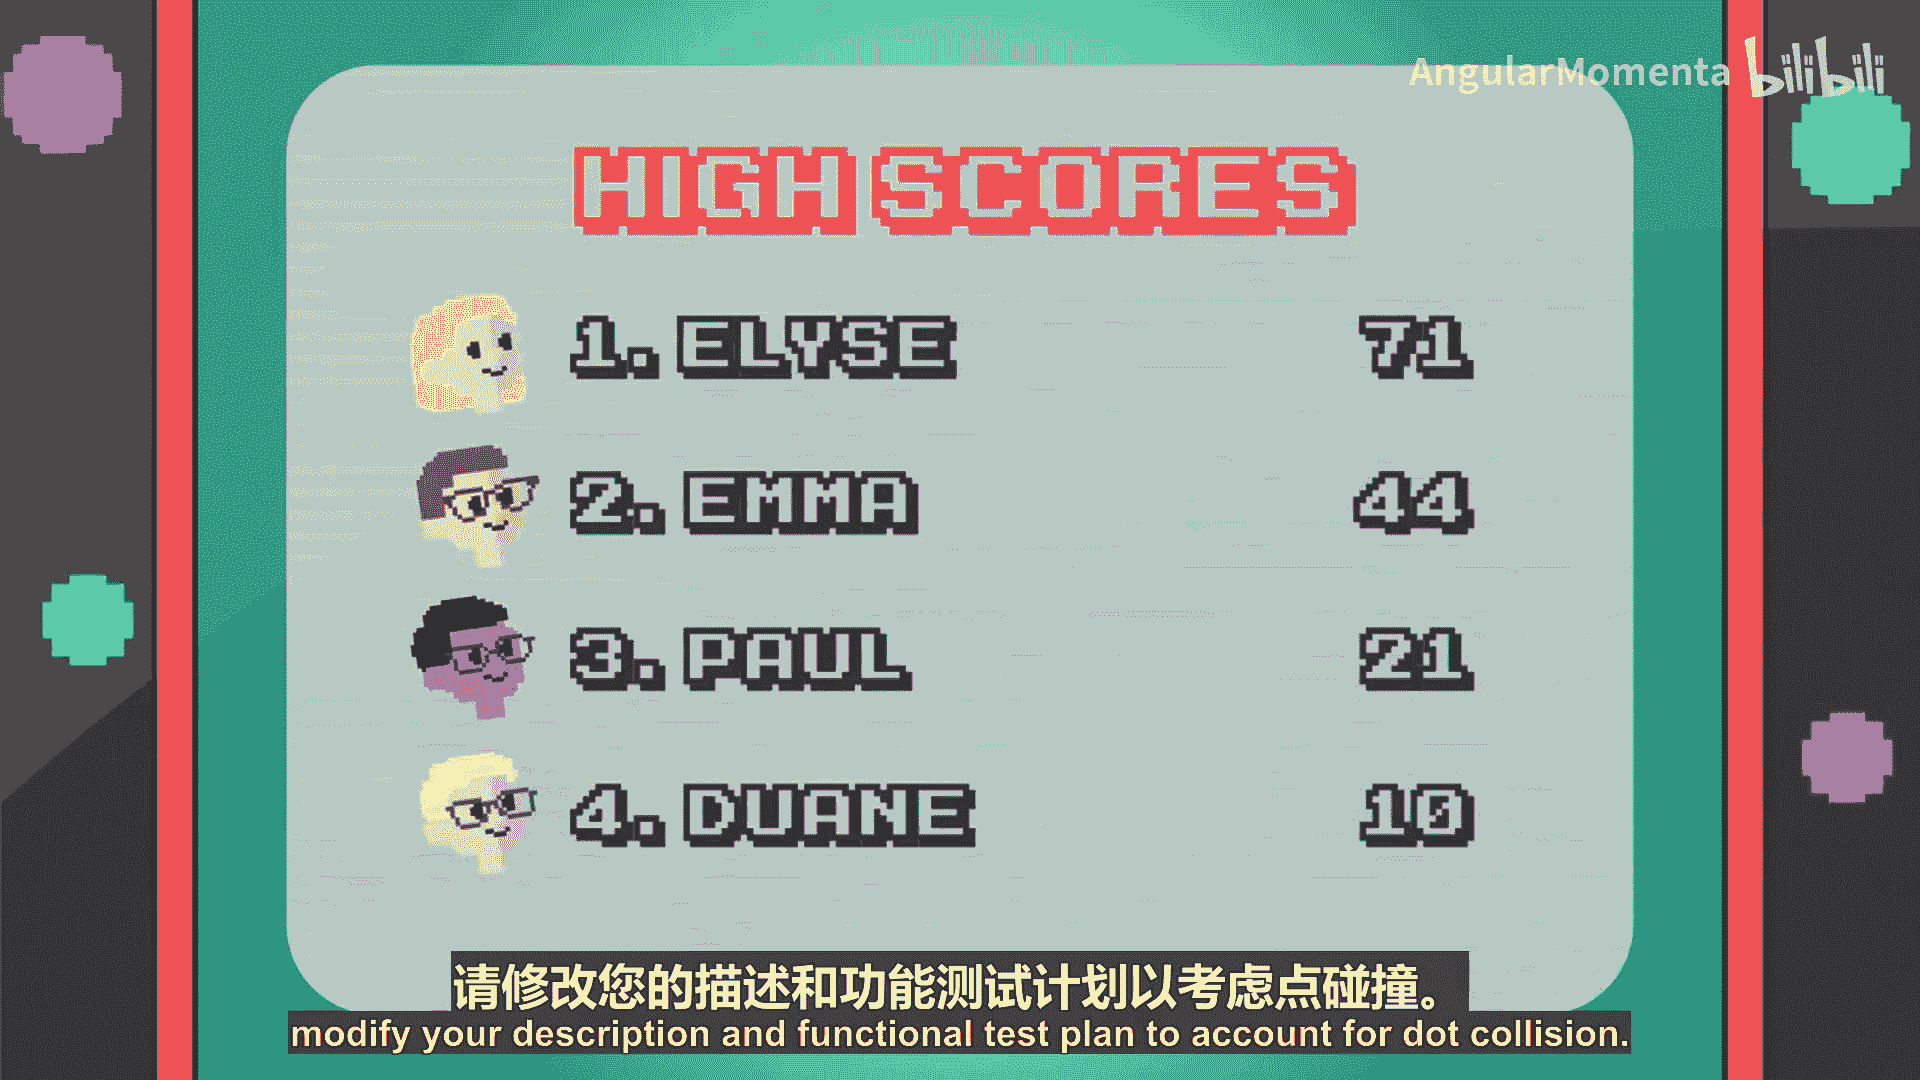 AngularMomenta bilibili
HIGH SCORES
1. ELYSE 71
2. EMMA 44
3. PAUL 21
4. DUANE 10
请修改您的描述和功能测试计划以考虑点碰撞。
modify your description and functional test plan to account for dot collision.